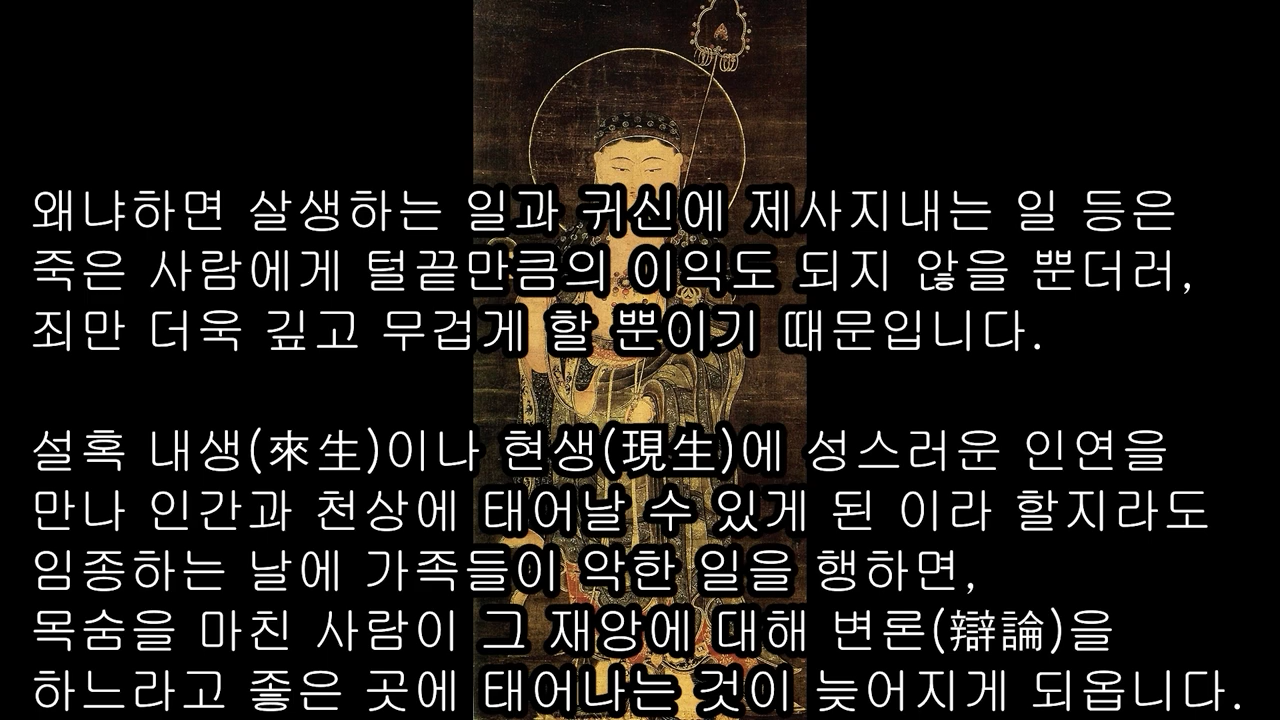 왜냐하면 살생하는 일과 귀신에 제사지내는 일 등은
죽은 사람에게 털끝만큼의 이익도 되지 않을 뿐더러,
죄만 더욱 깊고 무겁게 할 뿐이기 때문입니다.
설혹 내생(來生)이나 현생(現生)에 성스러운 인연을
만나 인간과 천상에 태어날 수 있게 된 이라 할지라도
임종하는 날에 가족들이 악한 일을 행하면,
목숨을 마친 사람이 그 재앙에 대해 변론(辯論)을
하느라고 좋은 곳에 태어나는 것이 늦어지게 되옵니다.